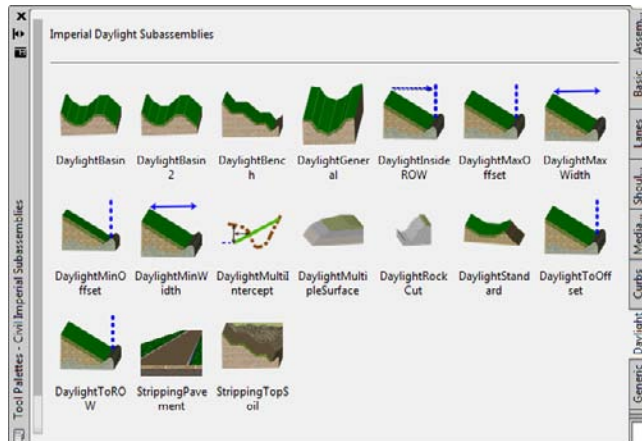 Imperial Daylight Subassemblies
DaylightBasin
DaylightBasin
2
DaylightBenc
h
DaylightGener
al
DaylightInside
ROW
DaylightMaxO
ffset
DaylightMax
Width
DaylightMinO
ffset
DaylightMinW
idth
DaylightMultiI
ntercept
DaylightMulti
pleSurface
DaylightRock
Cut
DaylightStand
ard
DaylightToOff
set
DaylightToRO
W
StrippingPave
ment
StrippingTopS
oil
Tool Palettes - Civil Imperial Subassemblies
Assem...
Basic
Lanes
Shoul...
Media...
Curbs
Daylight
Generic